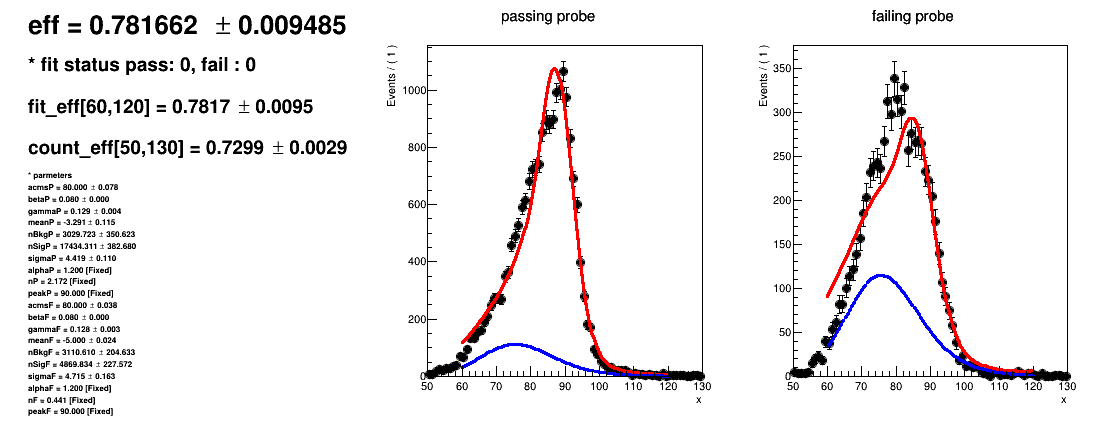 eff = 0.781662 ± 0.009485
* fit status pass: 0, fail : 0
fit_eff[60,120] = 0.7817 ± 0.0095
count_eff[50,130] = 0.7299 ± 0.0029
* parmeters
acmsP = 80.000 ± 0.078
betaP = 0.080 ± 0.000
gammaP = 0.129 ± 0.004
meanP = -3.291 ± 0.115
nBkgP = 3029.723 ± 350.623
nSigP = 17434.311 ± 382.680
sigmaP = 4.419 ± 0.110
alphaP = 1.200 [Fixed]
nP = 2.172 [Fixed]
peakP = 90.000 [Fixed]
acmsF = 80.000 ± 0.038
betaF = 0.080 ± 0.000
gammaF = 0.128 ± 0.003
meanF = -5.000 ± 0.024
nBkgF = 3110.610 ± 204.633
nSigF = 4869.834 ± 227.572
sigmaF = 4.715 ± 0.163
alphaF = 1.200 [Fixed]
nF = 0.441 [Fixed]
peakF = 90.000 [Fixed]
passing probe
Events / ( 1 )
1000
800
600
400
200
0
50 60 70 80 90 100 110 120 130
x
failing probe
Events / ( 1 )
350
300
250
200
150
100
50
0
50 60 70 80 90 100 110 120 130
x